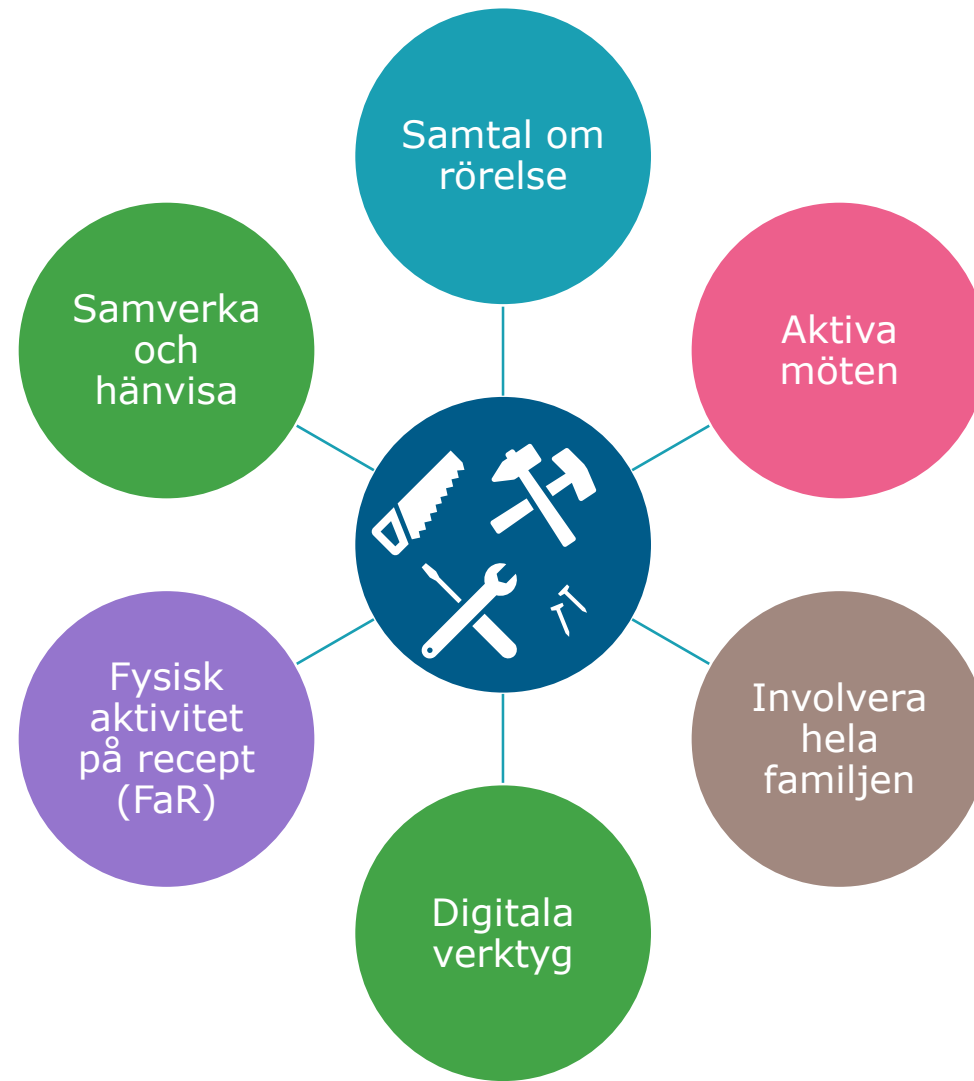 Samtal om
rörelse
Aktiva
möten
Involvera
hela
familjen
Digitala
verktyg
Fysisk
aktivitet
på recept
(FaR)
Samverka
och
hänvisa